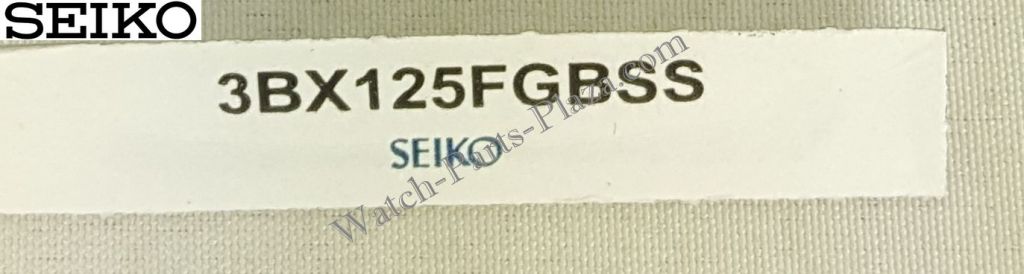 SEIKO
3BX125FGBSS
SEIKO
Watch-Parts-Plaza.com